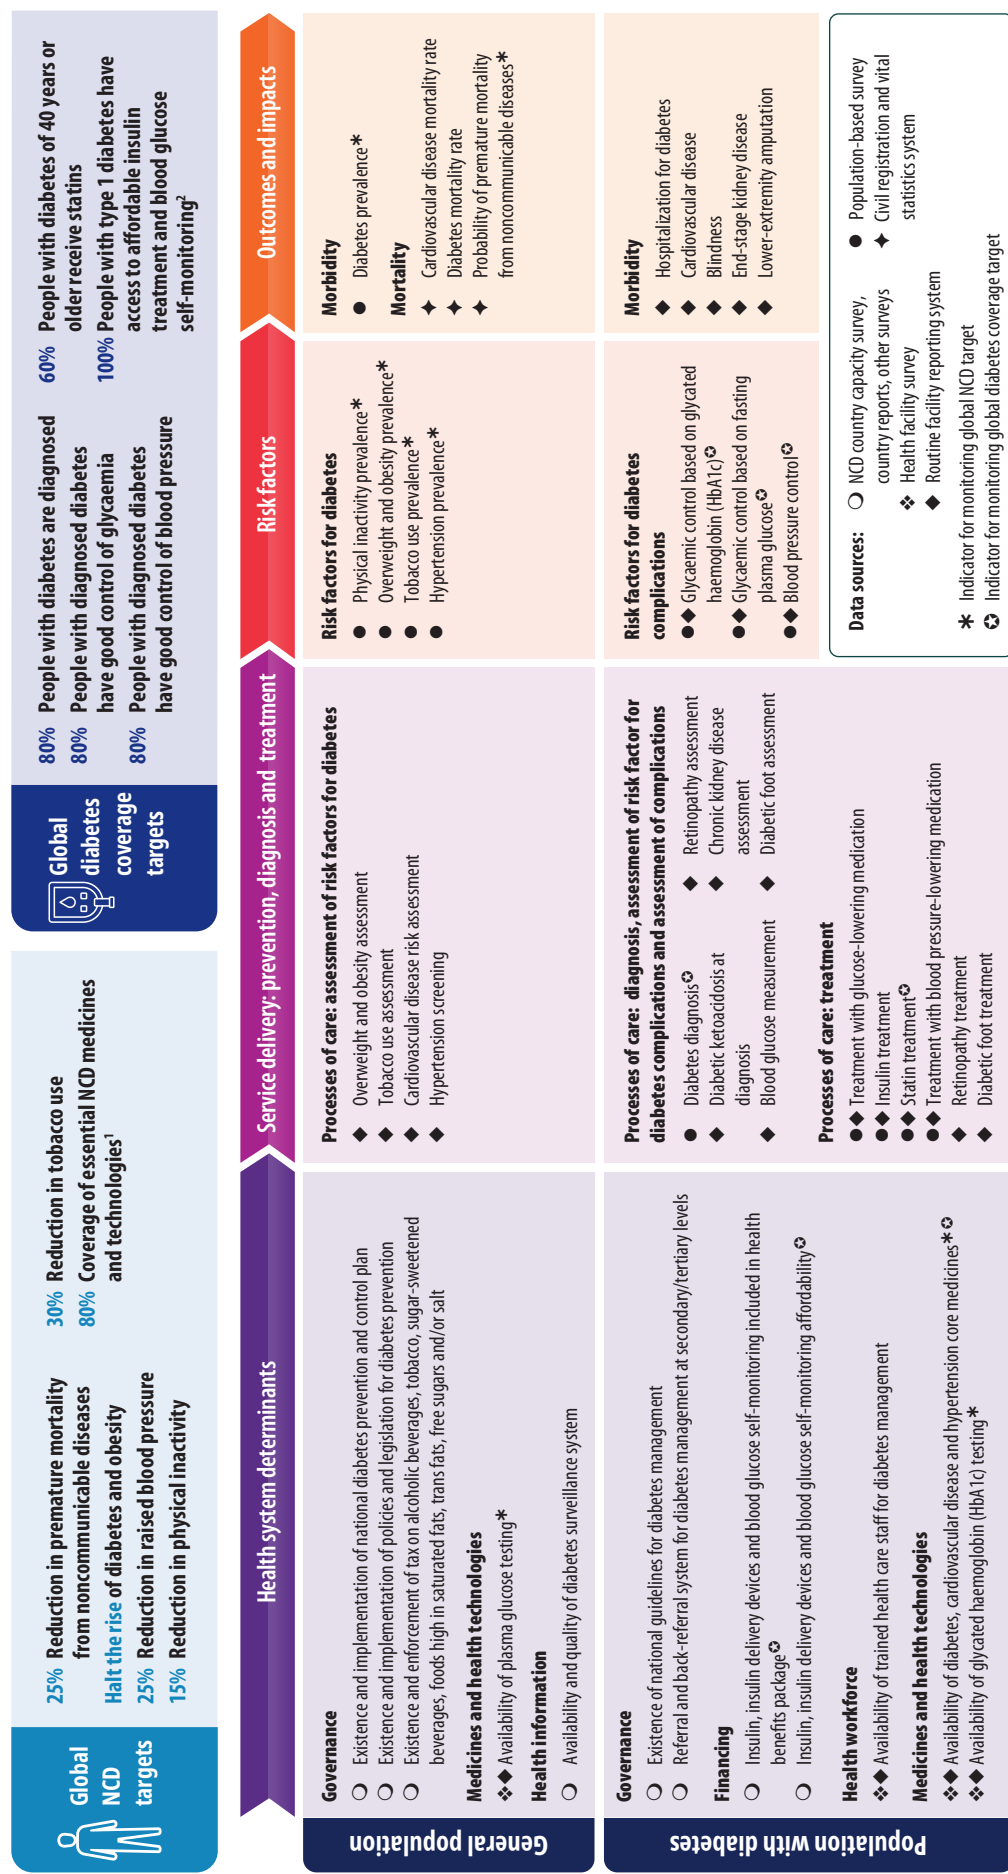 Global
NCD
targets
25% Reduction in premature mortality
from noncommunicable diseases
Halt the rise of diabetes and obesity
25% Reduction in raised blood pressure
15% Reduction in physical inactivity
30% Reduction in tobacco use
80% Coverage of essential NCD medicines
and technologies¹
Global
diabetes
coverage
targets
80% People with diabetes are diagnosed
80% People with diagnosed diabetes
have good control of glycaemia
80% People with diagnosed diabetes
have good control of blood pressure
60% People with diabetes of 40 years or
older receive statins
100% People with type 1 diabetes have
access to affordable insulin
treatment and blood glucose
self-monitoring²
Health system determinants
Service delivery: prevention, diagnosis and treatment
Risk factors
Outcomes and impacts
General population
Governance
❍ Existence and implementation of national diabetes prevention and control plan
❍ Existence and implementation of policies and legislation for diabetes prevention
❍ Existence and enforcement of tax on alcoholic beverages, tobacco, sugar-sweetened
beverages, foods high in saturated fats, trans fats, free sugars and/or salt
Medicines and health technologies
❖◆ Availability of plasma glucose testing*
Health information
❍ Availability and quality of diabetes surveillance system
Processes of care: assessment of risk factors for diabetes
◆ Overweight and obesity assessment
◆ Tobacco use assessment
◆ Cardiovascular disease risk assessment
◆ Hypertension screening
Risk factors for diabetes
● Physical inactivity prevalence*
● Overweight and obesity prevalence*
● Tobacco use prevalence*
● Hypertension prevalence*
Morbidity
● Diabetes prevalence*
Mortality
✦ Cardiovascular disease mortality rate
✦ Diabetes mortality rate
✦ Probability of premature mortality
from noncommunicable diseases*
Population with diabetes
Governance
❍ Existence of national guidelines for diabetes management
❍ Referral and back-referral system for diabetes management at secondary/tertiary levels
Financing
❍ Insulin, insulin delivery devices and blood glucose self-monitoring included in health
benefits package✪
❍ Insulin, insulin delivery devices and blood glucose self-monitoring affordability✪
Health workforce
❖◆ Availability of trained health care staff for diabetes management
Medicines and health technologies
❖◆ Availability of diabetes, cardiovascular disease and hypertension core medicines*✪
❖◆ Availability of glycated haemoglobin (HbA1c) testing*
Processes of care: diagnosis, assessment of risk factor for
diabetes complications and assessment of complications
● Diabetes diagnosis✪
◆ Diabetic ketoacidosis at
diagnosis
◆ Blood glucose measurement
◆ Retinopathy assessment
◆ Chronic kidney disease
assessment
◆ Diabetic foot assessment
Processes of care: treatment
●◆ Treatment with glucose-lowering medication
●◆ Insulin treatment
●◆ Statin treatment✪
●◆ Treatment with blood pressure-lowering medication
◆ Retinopathy treatment
◆ Diabetic foot treatment
Risk factors for diabetes
complications
●◆ Glycaemic control based on glycated
haemoglobin (HbA1c)✪
●◆ Glycaemic control based on fasting
plasma glucose✪
●◆ Blood pressure control✪
Morbidity
◆ Hospitalization for diabetes
◆ Cardiovascular disease
◆ Blindness
◆ End-stage kidney disease
◆ Lower-extremity amputation
Data sources:
❍ NCD country capacity survey,
country reports, other surveys
❖ Health facility survey
◆ Routine facility reporting system
● Population-based survey
✦ Civil registration and vital
statistics system
* Indicator for monitoring global NCD target
✪ Indicator for monitoring global diabetes coverage target